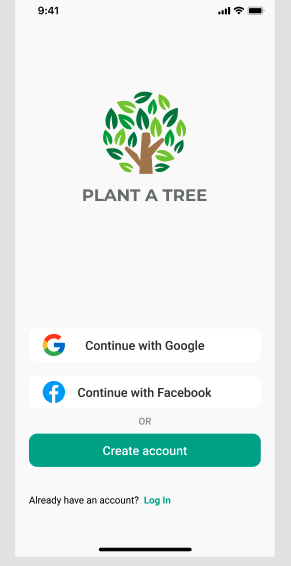 9:41
PLANT A TREE
Continue with Google
Continue with Facebook
OR
Create account
Already have an account? Log In